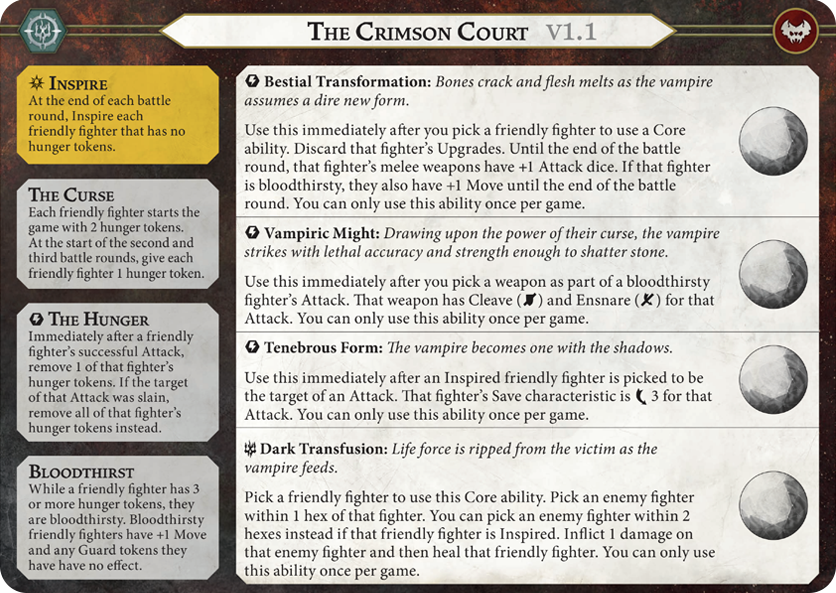 THE CRIMSON COURT V1.1
INSPIRE
At the end of each battle
round, Inspire each
friendly fighter that has no
hunger tokens.
THE CURSE
Each friendly fighter starts the
game with 2 hunger tokens.
At the start of the second and
third battle rounds, give each
friendly fighter 1 hunger token.
THE HUNGER
Immediately after a friendly
fighter's successful Attack,
remove 1 of that fighter's
hunger tokens. If the target
of that Attack was slain,
remove all of that fighter's
hunger tokens instead.
BLOODTHIRST
While a friendly fighter has 3
or more hunger tokens, they
are bloodthirsty. Bloodthirsty
friendly fighters have +1 Move
and any Guard tokens they
have have no effect.
Bestial Transformation: Bones crack and flesh melts as the vampire
assumes a dire new form.
Use this immediately after you pick a friendly fighter to use a Core
ability. Discard that fighter's Upgrades. Until the end of the battle
round, that fighter's melee weapons have +1 Attack dice. If that fighter
is bloodthirsty, they also have +1 Move until the end of the battle
round. You can only use this ability once per game.
Vampiric Might: Drawing upon the power of their curse, the vampire
strikes with lethal accuracy and strength enough to shatter stone.
Use this immediately after you pick a weapon as part of a bloodthirsty
fighter's Attack. That weapon has Cleave ( ) and Ensnare ( ) for that
Attack. You can only use this ability once per game.
Tenebrous Form: The vampire becomes one with the shadows.
Use this immediately after an Inspired friendly fighter is picked to be
the target of an Attack. That fighter's Save characteristic is 3 for that
Attack. You can only use this ability once per game.
Dark Transfusion: Life force is ripped from the victim as the
vampire feeds.
Pick a friendly fighter to use this Core ability. Pick an enemy fighter
within 1 hex of that fighter. You can pick an enemy fighter within 2
hexes instead if that fighter is Inspired. Inflict 1 damage on
that enemy fighter and then heal that friendly fighter. You can only use
this ability once per game.